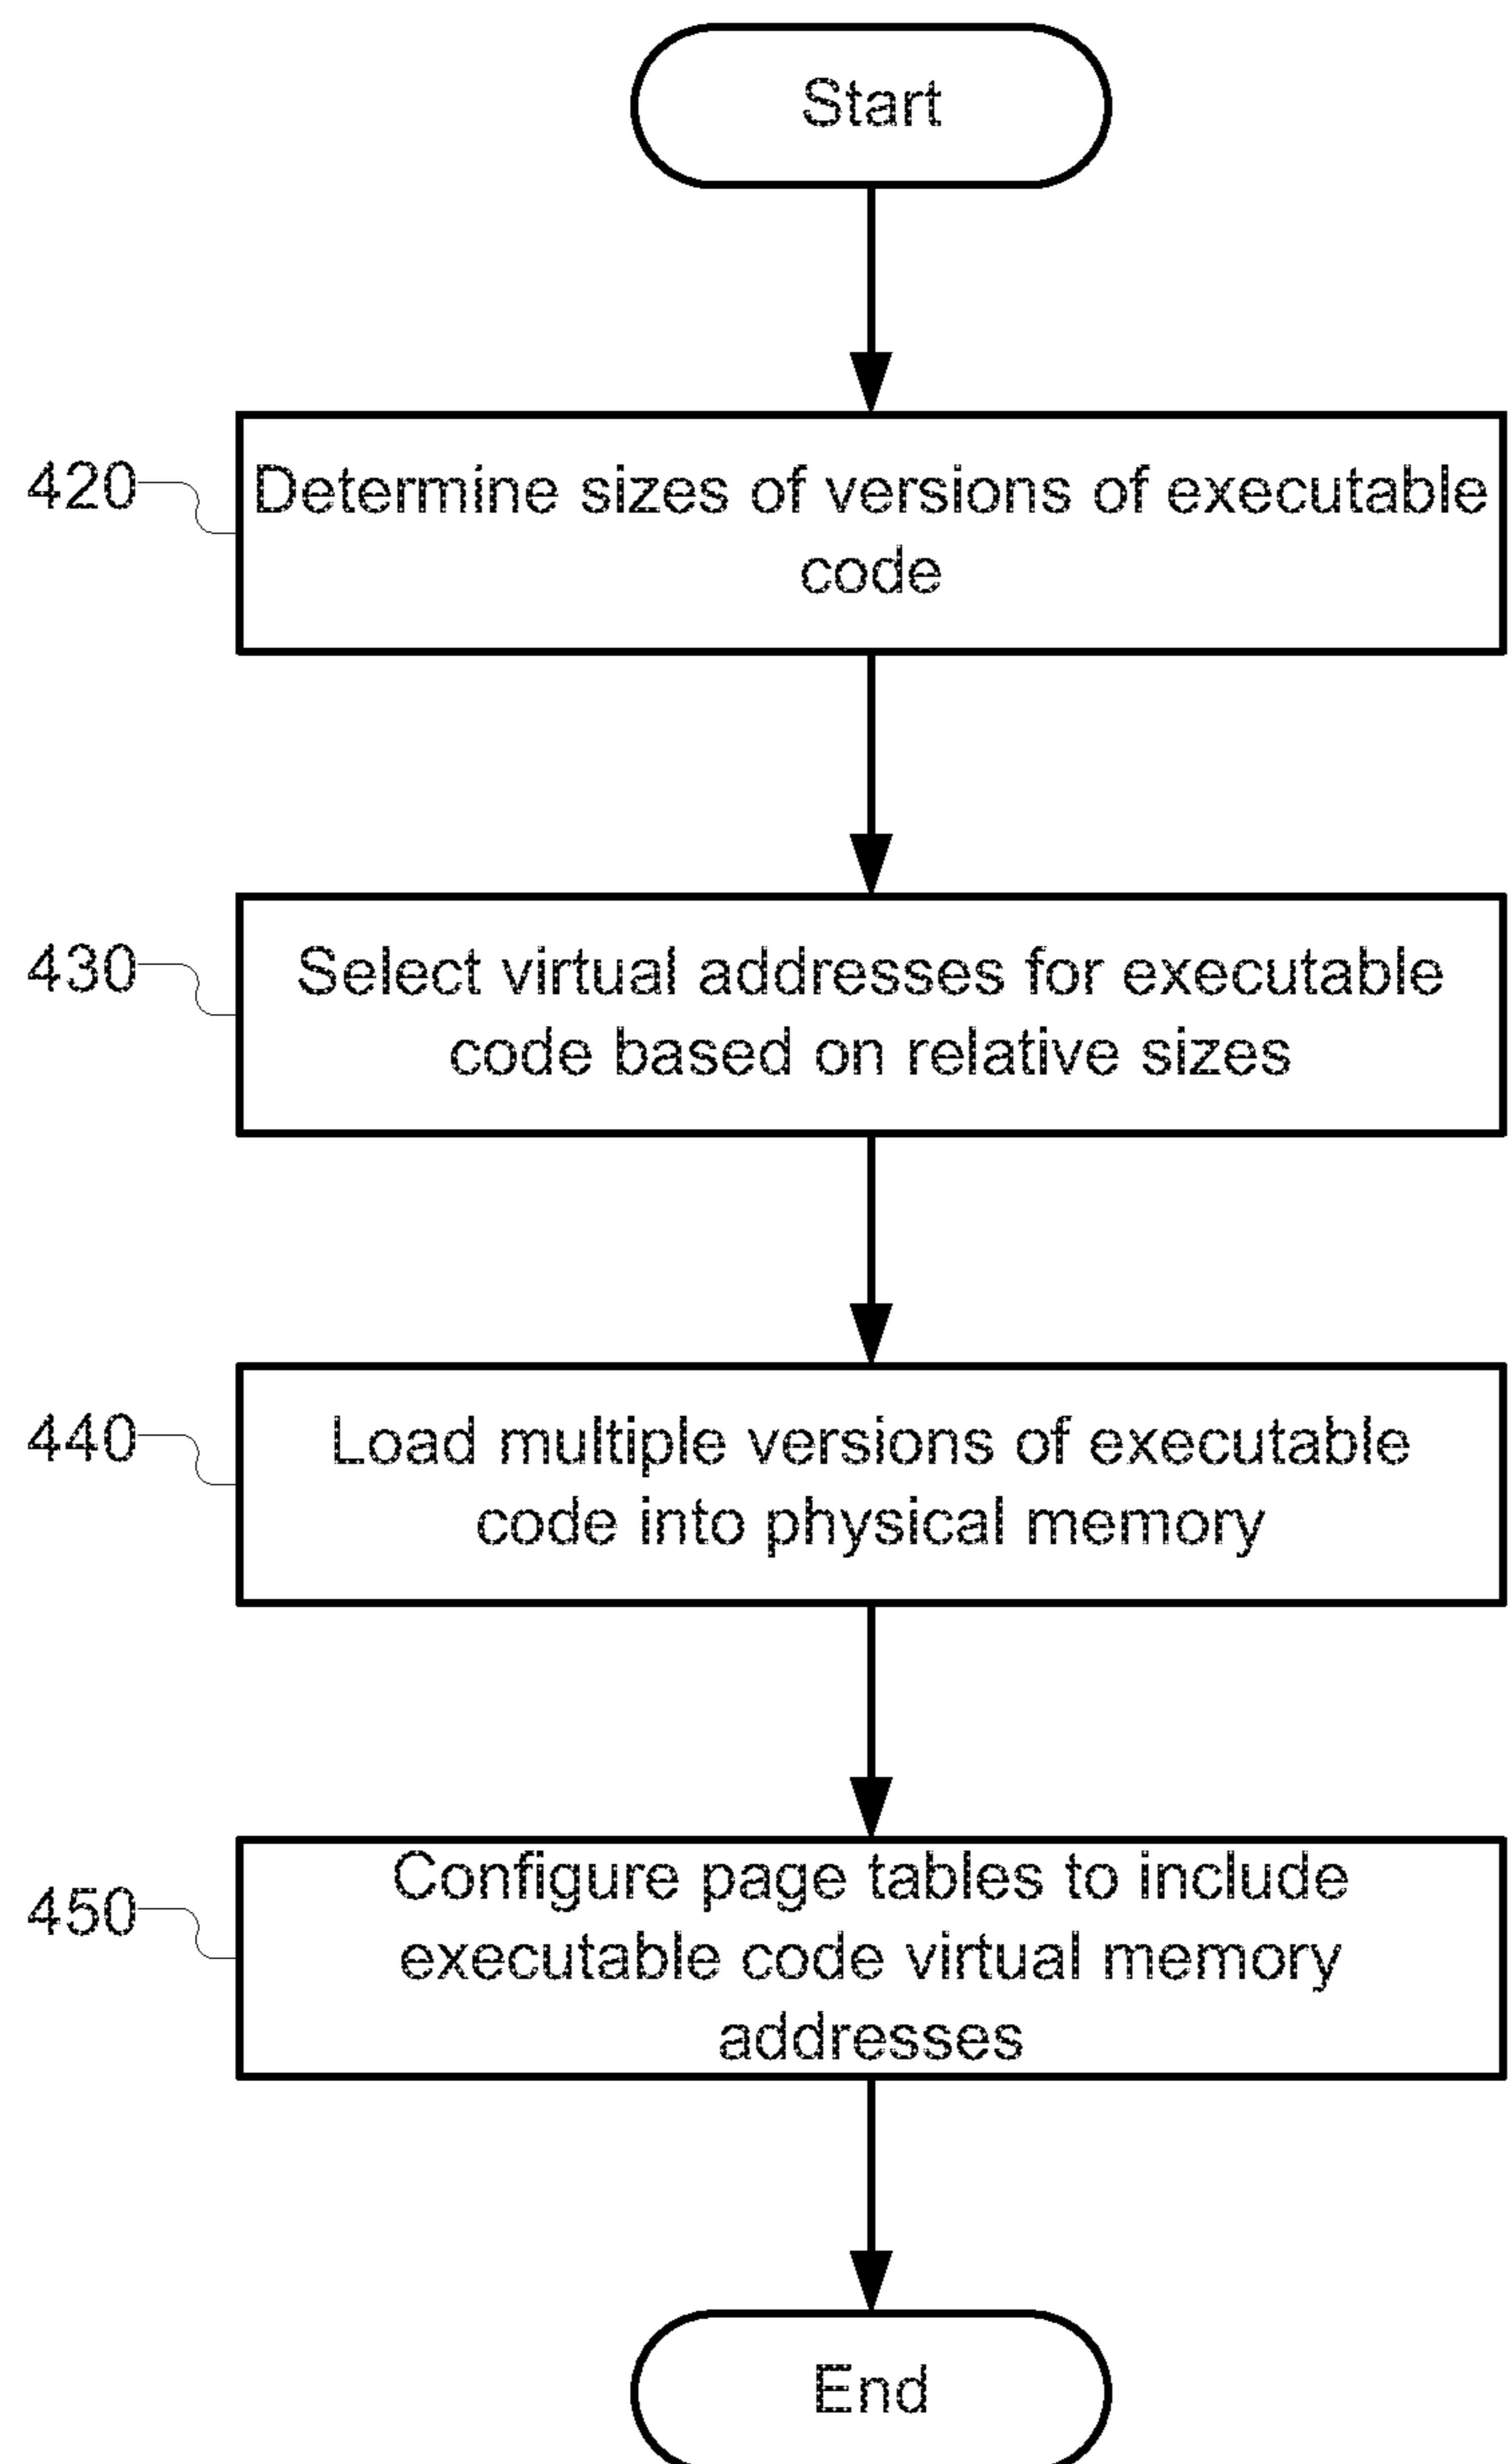 Start
420
Determine sizes of versions of executable
code
430
Select virtual addresses for executable
code based on relative sizes
440
Load multiple versions of executable
code into physical memory
450
Configure page tables to include
executable code virtual memory
addresses
End